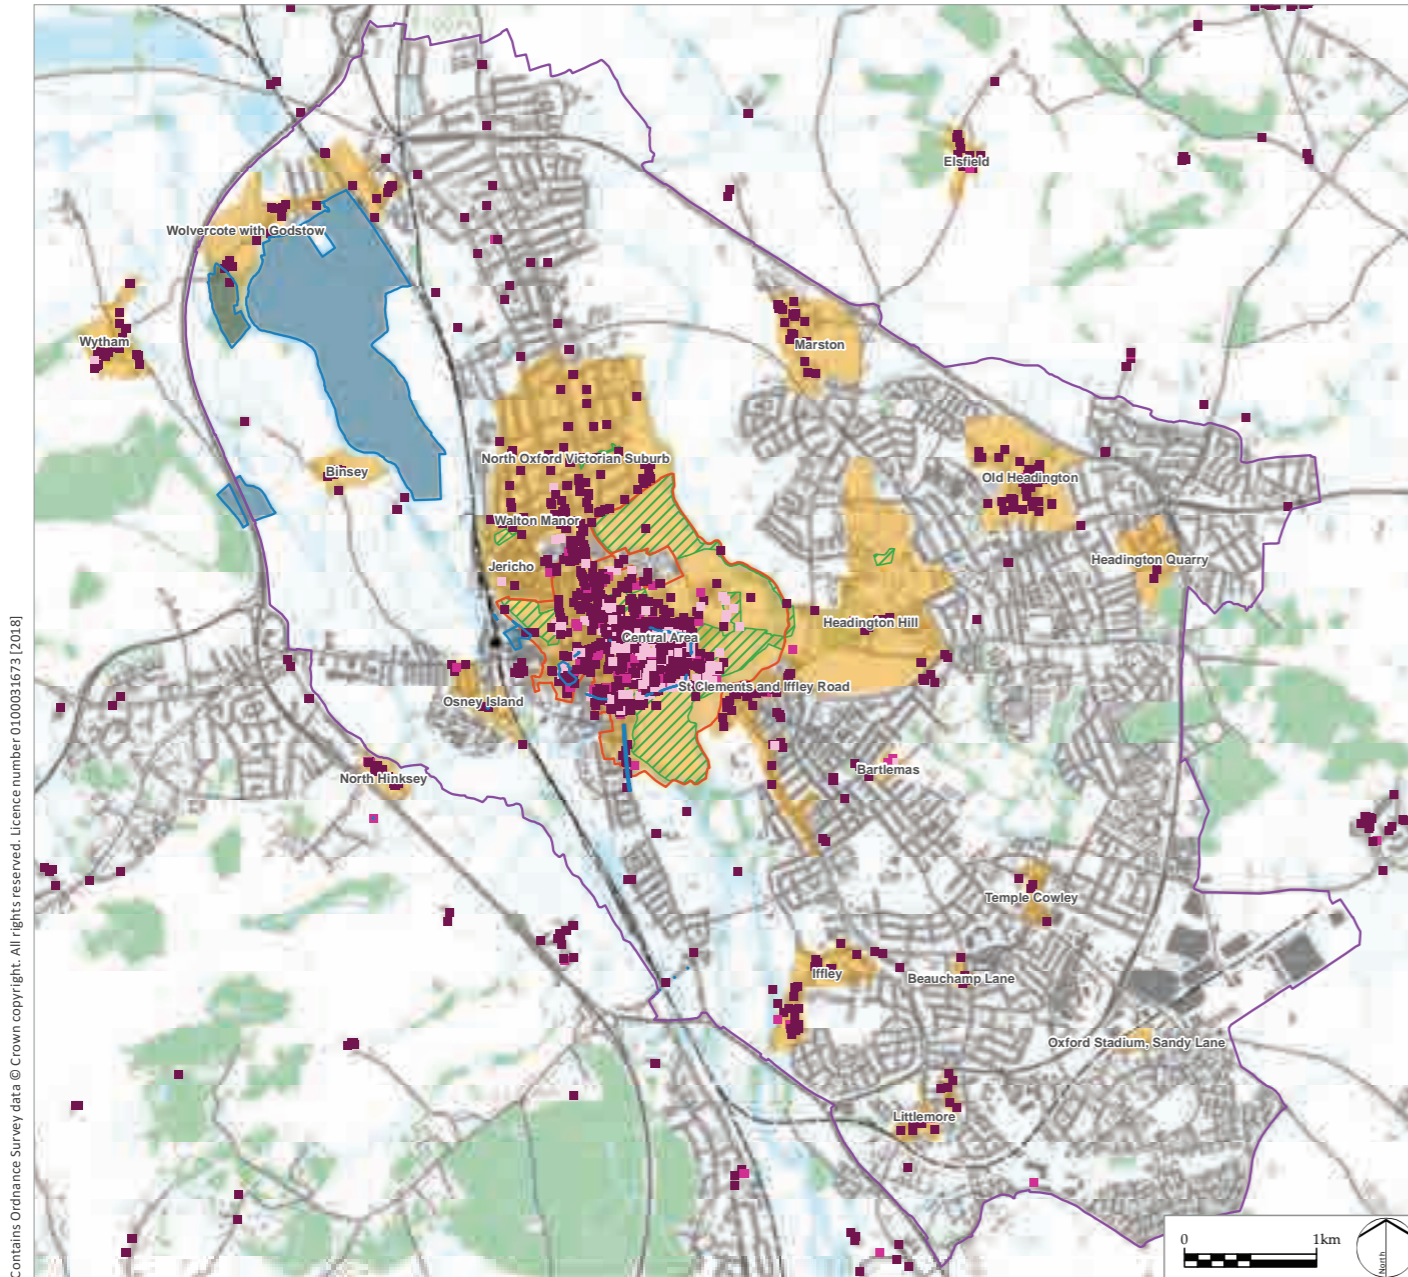 Elsfield
Wolvercote with Godstow
Wytham
Marston
North Oxford Victorian Suburb
Binsey
Old Headington
Walton Manor
Headington Quarry
Jericho
Headington Hill
Central Area
St Clements and Iffley Road
Osney Island
Bartlemas
North Hinksey
Temple Cowley
Iffley
Beauchamp Lane
Oxford Stadium, Sandy Lane
Littlemore
0 1km
North
Contains Ordnance Survey data © Crown copyright. All rights reserved. Licence number 0100031673 [2018]